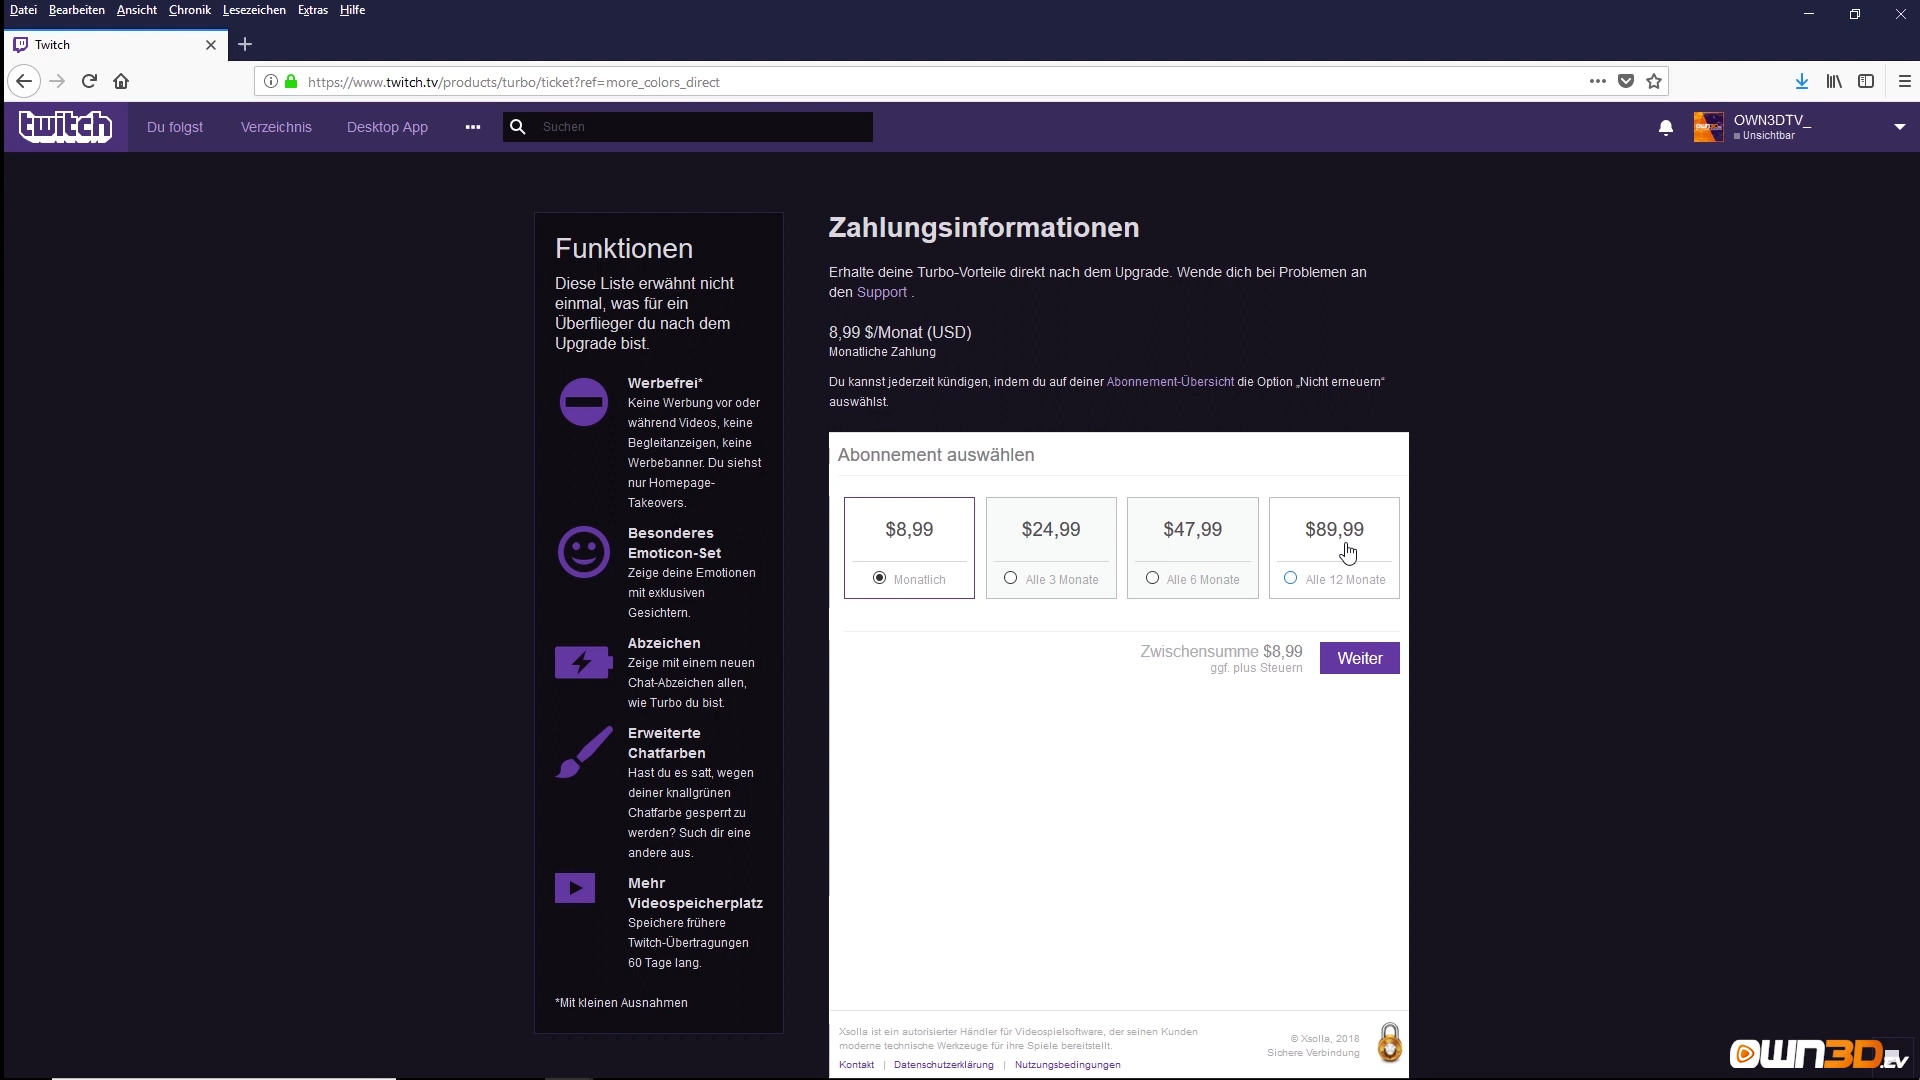 Datei Bearbeiten Ansicht Chronik Lesezeichen Extras Hilfe
Twitch
https://www.twitch.tv/products/turbo/ticket?ref=more_colors_direct
twitch Du folgst Verzeichnis Desktop App Suchen
OWN3DTV_
Unsichtbar
Funktionen
Diese Liste erwähnt nicht
einmal, was für ein
Überflieger du nach dem
Upgrade bist.
Werbefrei*
Keine Werbung vor oder
während Videos, keine
Begleitanzeigen, keine
Werbebanner. Du siehst
nur Homepage-
Takeovers.
Besonderes
Emoticon-Set
Zeige deine Emotionen
mit exklusiven
Gesichtern.
Abzeichen
Zeige mit einem neuen
Chat-Abzeichen allen,
wie Turbo du bist.
Erweiterte
Chatfarben
Hast du es satt, wegen
deiner knallgrünen
Chatfarbe gesperrt zu
werden? Such dir eine
andere aus.
Mehr
Videospeicherplatz
Speichere frühere
Twitch-Übertragungen
60 Tage lang.
*Mit kleinen Ausnahmen
Zahlungsinformationen
Erhalte deine Turbo-Vorteile direkt nach dem Upgrade. Wende dich bei Problemen an
den Support .
8,99 $/Monat (USD)
Monatliche Zahlung
Du kannst jederzeit kündigen, indem du auf deiner Abonnement-Übersicht die Option „Nicht erneuern“
auswählst.
Abonnement auswählen
$8,99 $24,99 $47,99 $89,99
Monatlich Alle 3 Monate Alle 6 Monate Alle 12 Monate
Zwischensumme $8,99
ggf. plus Steuern
Weiter
Xsolla ist ein autorisierter Händler für Videospielsoftware, der seinen Kunden
moderne technische Werkzeuge für ihre Spiele bereitstellt.
Kontakt | Datenschutzerklärung | Nutzungsbedingungen
© Xsolla, 2018
Sichere Verbindung
OWN3D.TV